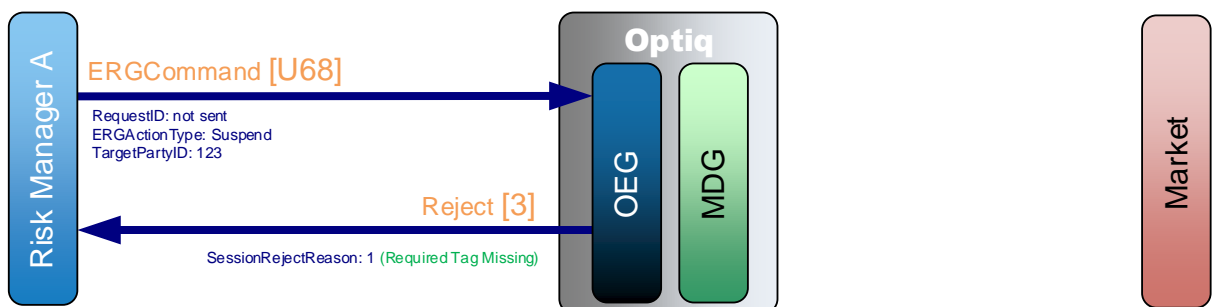 Optiq
Risk Manager A
ERGCommand [U68]
RequestID: not sent
ERGActionType: Suspend
TargetPartyID: 123
OEG
MDG
Market
Reject [3]
SessionRejectReason: 1 (Required Tag Missing)